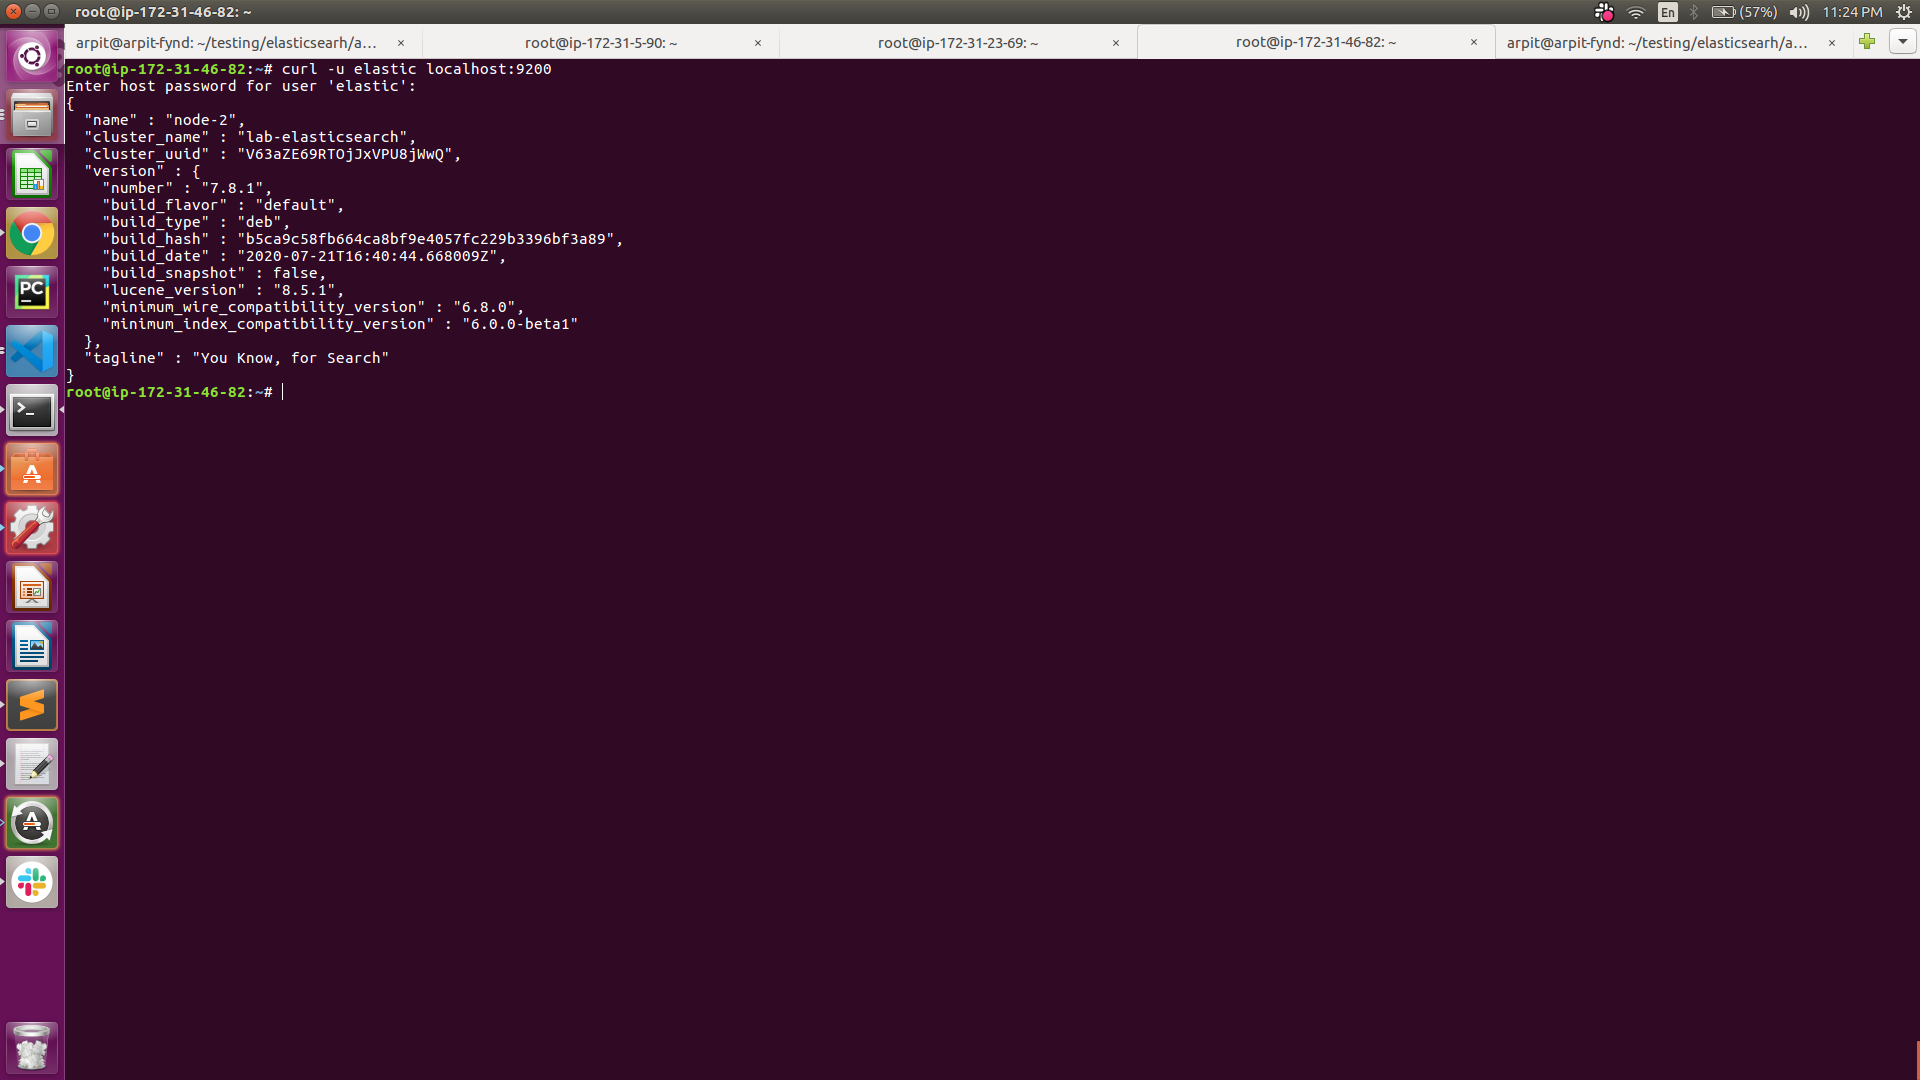 root@ip-172-31-46-82: ~
En
(57%)
11:24 PM
arpit@arpit-fynd: ~/testing/elasticsearh/a... ×
root@ip-172-31-5-90: ~ ×
root@ip-172-31-23-69: ~ ×
root@ip-172-31-46-82: ~ ×
arpit@arpit-fynd: ~/testing/elasticsearh/a... ×
root@ip-172-31-46-82:~# curl -u elastic localhost:9200
Enter host password for user 'elastic':
{
  "name" : "node-2",
  "cluster_name" : "lab-elasticsearch",
  "cluster_uuid" : "V63aZE69RTOjJxVPU8jWwQ",
  "version" : {
    "number" : "7.8.1",
    "build_flavor" : "default",
    "build_type" : "deb",
    "build_hash" : "b5ca9c58fb664ca8bf9e4057fc229b3396bf3a89",
    "build_date" : "2020-07-21T16:40:44.668009Z",
    "build_snapshot" : false,
    "lucene_version" : "8.5.1",
    "minimum_wire_compatibility_version" : "6.8.0",
    "minimum_index_compatibility_version" : "6.0.0-beta1"
  },
  "tagline" : "You Know, for Search"
}
root@ip-172-31-46-82:~#
PC
>_